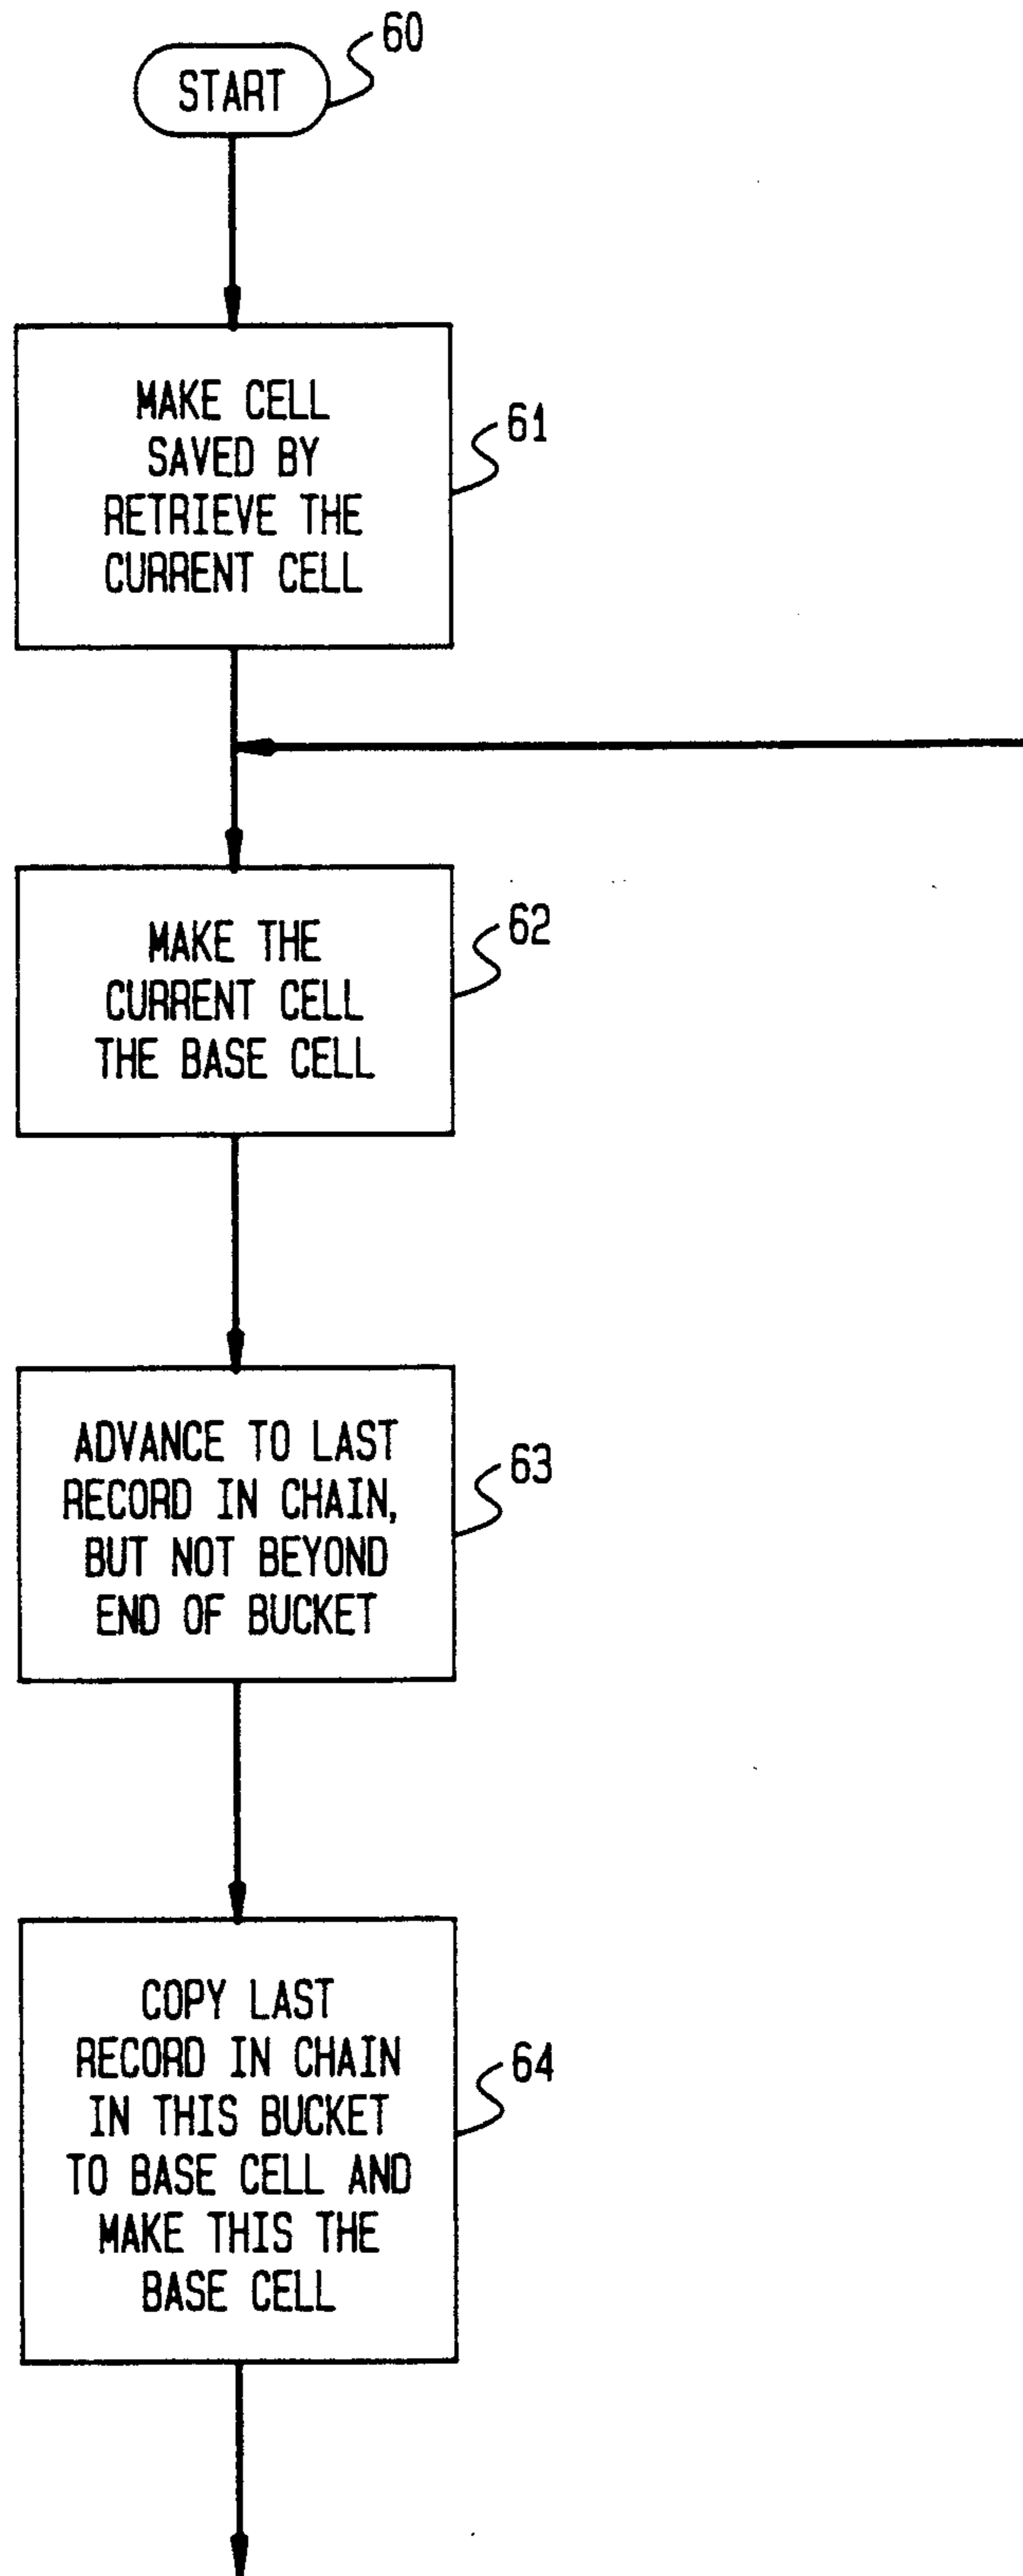 60
START
MAKE CELL
SAVED BY
RETRIEVE THE
CURRENT CELL
61
MAKE THE
CURRENT CELL
THE BASE CELL
62
ADVANCE TO LAST
RECORD IN CHAIN,
BUT NOT BEYOND
END OF BUCKET
63
COPY LAST
RECORD IN CHAIN
IN THIS BUCKET
TO BASE CELL AND
MAKE THIS THE
BASE CELL
64